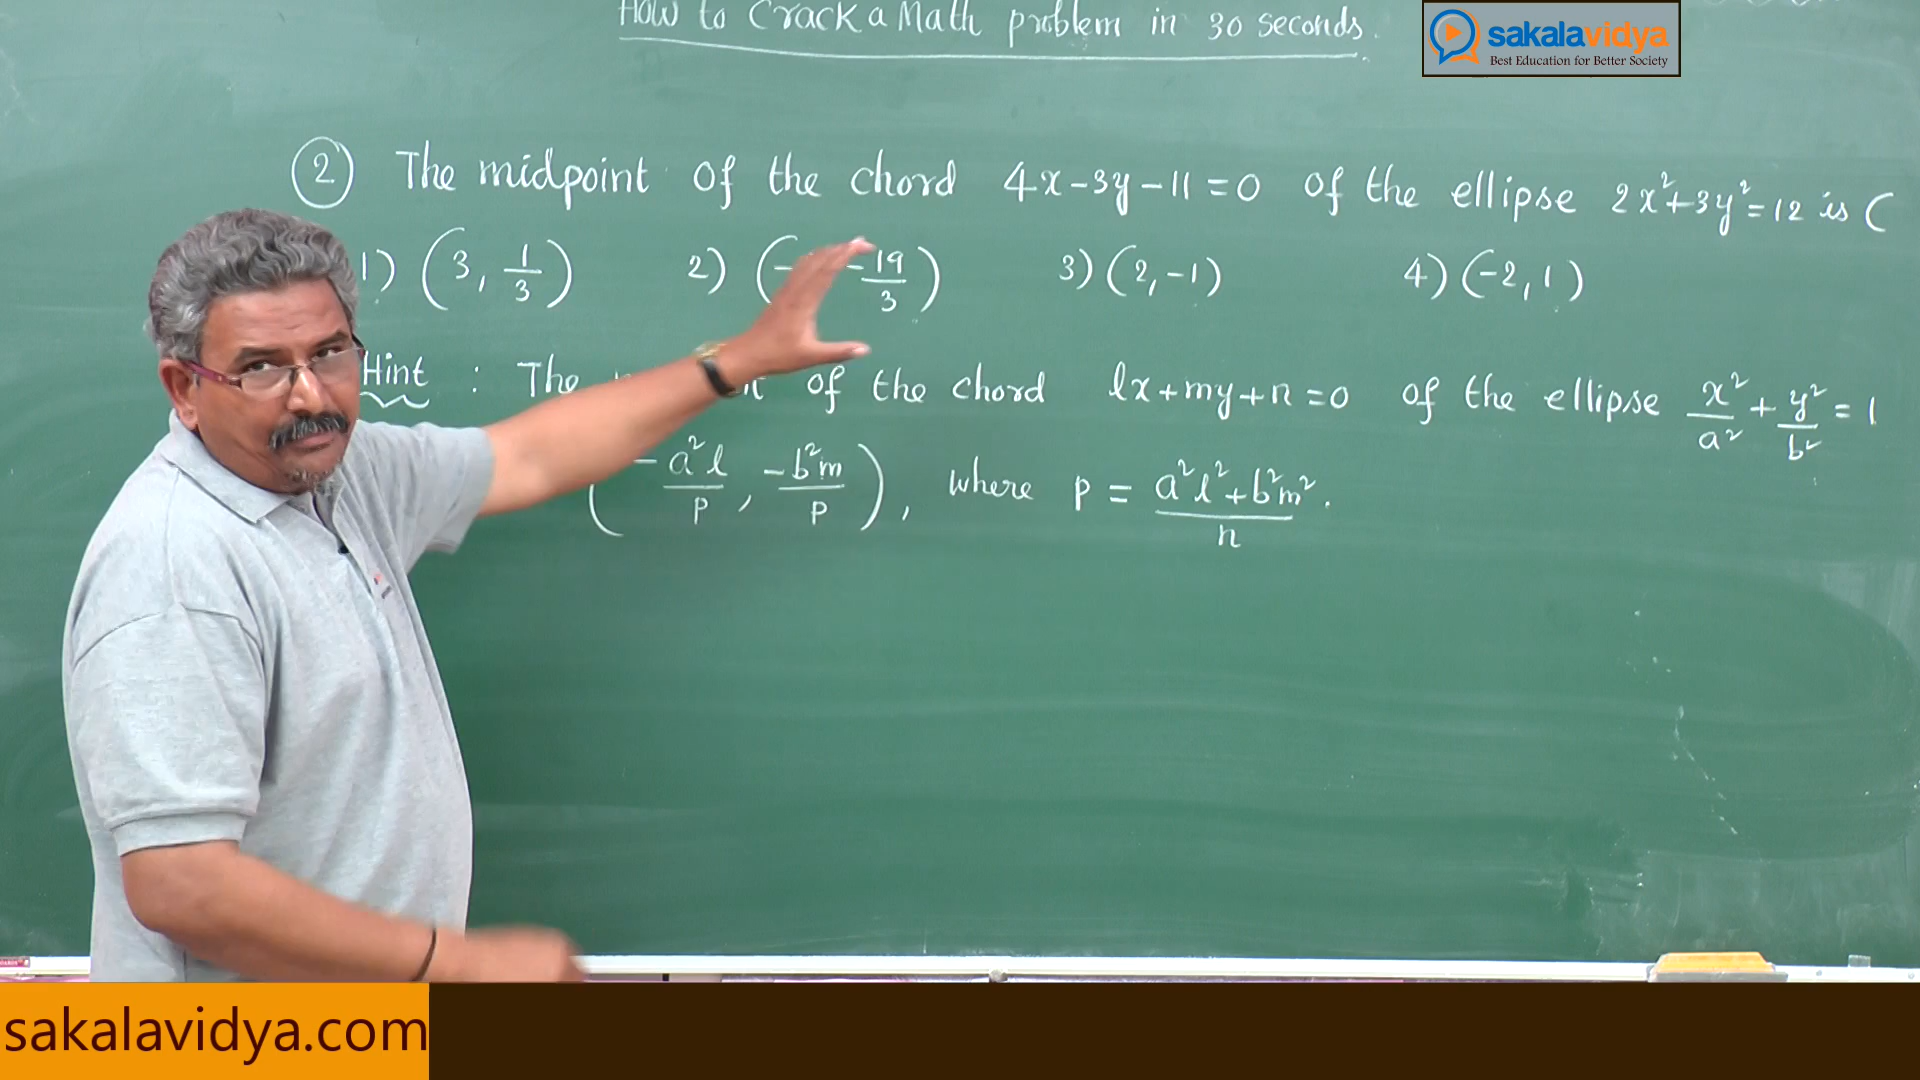 How to Crack a Math problem in 30 seconds.
sakalavidya
Best Education for Better Society
② The midpoint of the chord 4x-3y-11=0 of the ellipse 2x²+3y²=12 is (
1) (3, 1/3) 2) (- -19/3) 3) (2,-1) 4) (-2,1)
Hint : The of the chord lx+my+n=0 of the ellipse x²/a² + y²/b² = 1
(-a²l/p, -b²m/p), where p = a²l²+b²m²/n.
sakalavidya.com